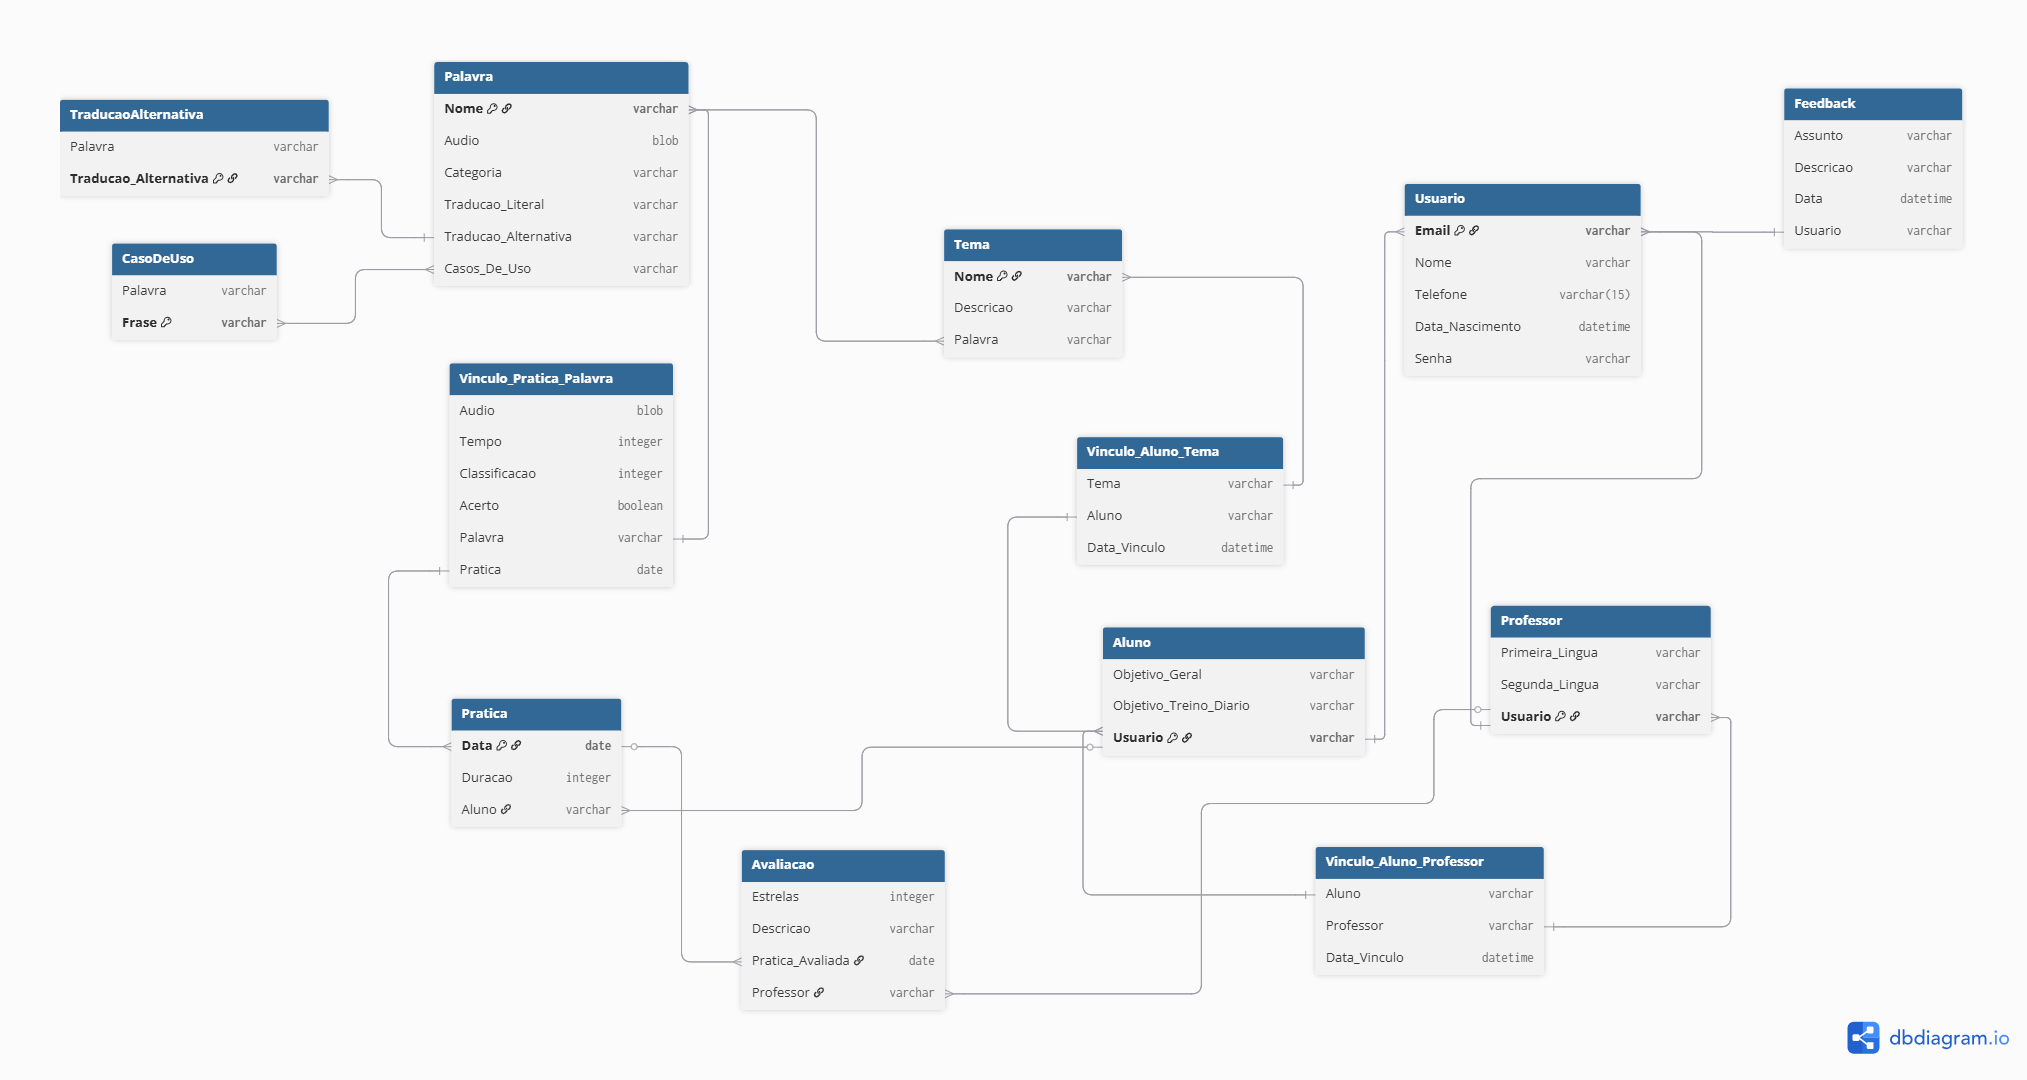 TraducaoAlternativa
Palavra varchar
Traducao_Alternativa varchar
CasoDeUso
Palavra varchar
Frase varchar
Palavra
Nome varchar
Audio blob
Categoria varchar
Traducao_Literal varchar
Traducao_Alternativa varchar
Casos_De_Uso varchar
Vinculo_Pratica_Palavra
Audio blob
Tempo integer
Classificacao integer
Acerto boolean
Palavra varchar
Pratica date
Pratica
Data date
Duracao integer
Aluno varchar
Avaliacao
Estrelas integer
Descricao varchar
Pratica_Avaliada date
Professor varchar
Tema
Nome varchar
Descricao varchar
Palavra varchar
Vinculo_Aluno_Tema
Tema varchar
Aluno varchar
Data_Vinculo datetime
Aluno
Objetivo_Geral varchar
Objetivo_Treino_Diario varchar
Usuario varchar
Usuario
Email varchar
Nome varchar
Telefone varchar(15)
Data_Nascimento datetime
Senha varchar
Feedback
Assunto varchar
Descricao varchar
Data datetime
Usuario varchar
Professor
Primeira_Lingua varchar
Segunda_Lingua varchar
Usuario varchar
Vinculo_Aluno_Professor
Aluno varchar
Professor varchar
Data_Vinculo datetime
dbdiagram.io